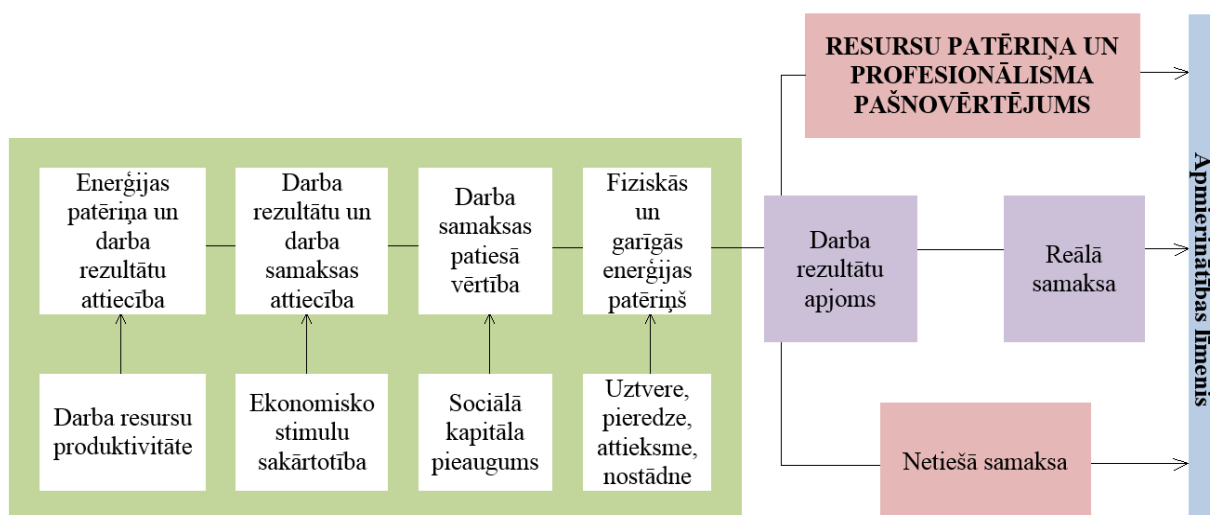 RESURSU PATĒRIŅA UN
PROFESIONĀLISMA
PAŠNOVĒRTĒJUMS
Enerģijas
patēriņa un
darba
rezultātu
attiecība
Darba
rezultātu un
darba
samaksas
attiecība
Darba
samaksas
patiesā
vērtība
Fiziskās
un
garīgās
enerģijas
patēriņš
Darba
rezultātu
apjoms
Reālā
samaksa
Apmierinātības līmenis
Darba resursu
produktivitāte
Ekonomisko
stimulu
sakārtotība
Sociālā
kapitāla
pieaugums
Uztvere,
pieredze,
attieksme,
nostādne
Netiešā samaksa